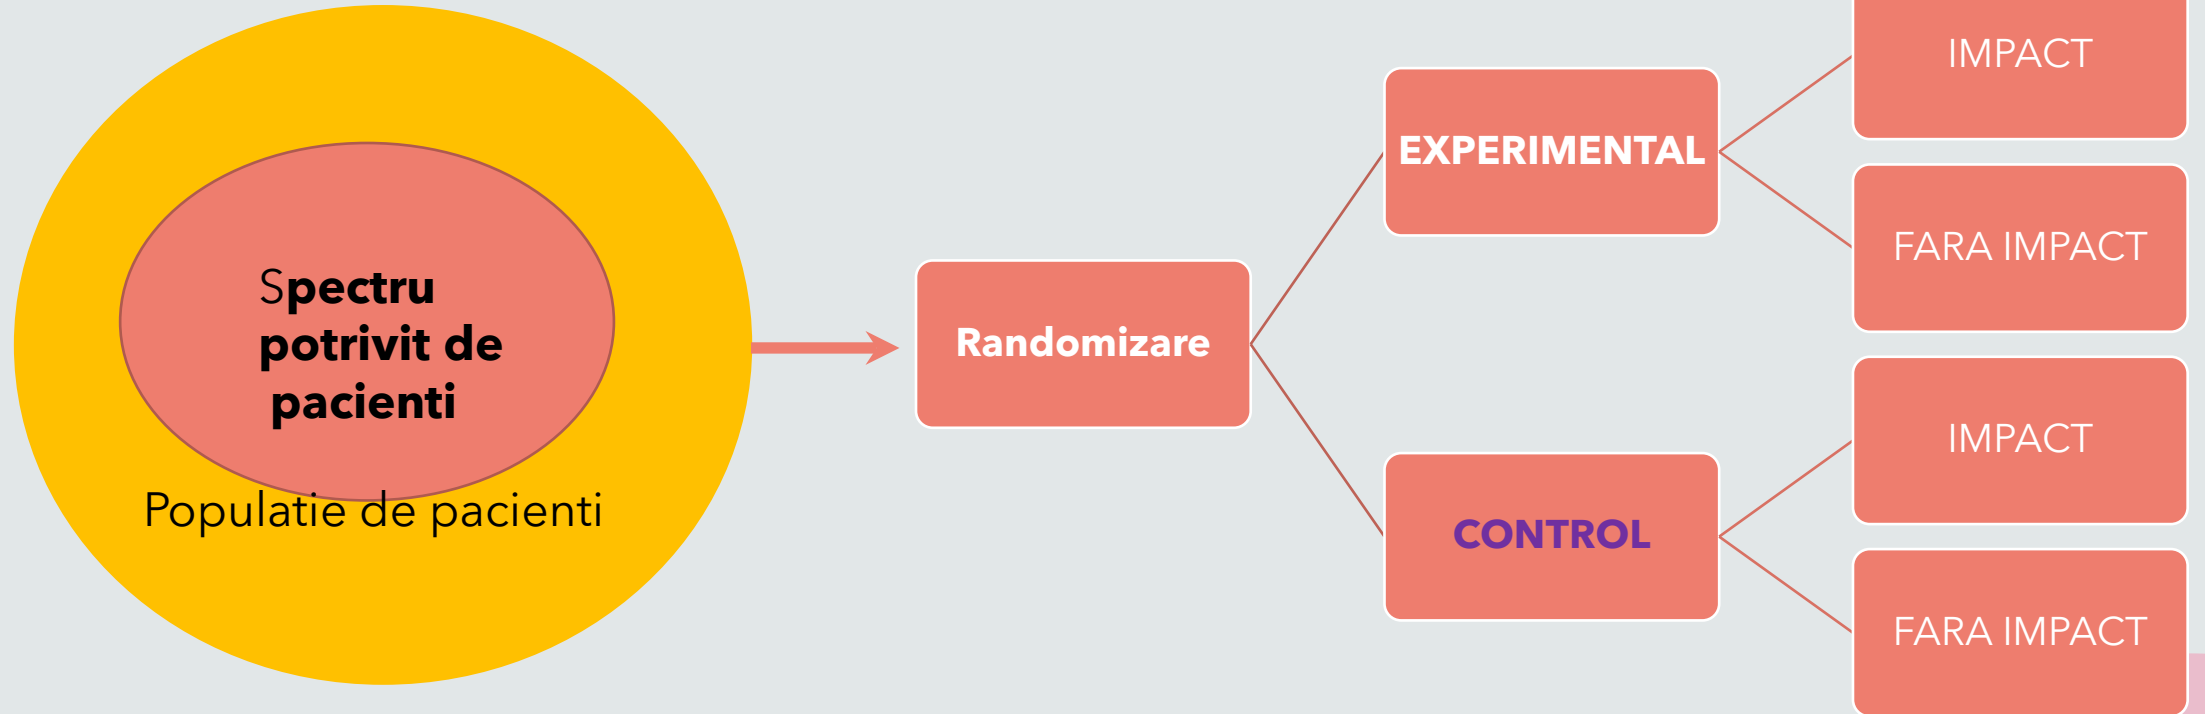 Spectru
potrivit de
pacienti
Populatie de pacienti
Randomizare
EXPERIMENTAL
CONTROL
IMPACT
FARA IMPACT
IMPACT
FARA IMPACT